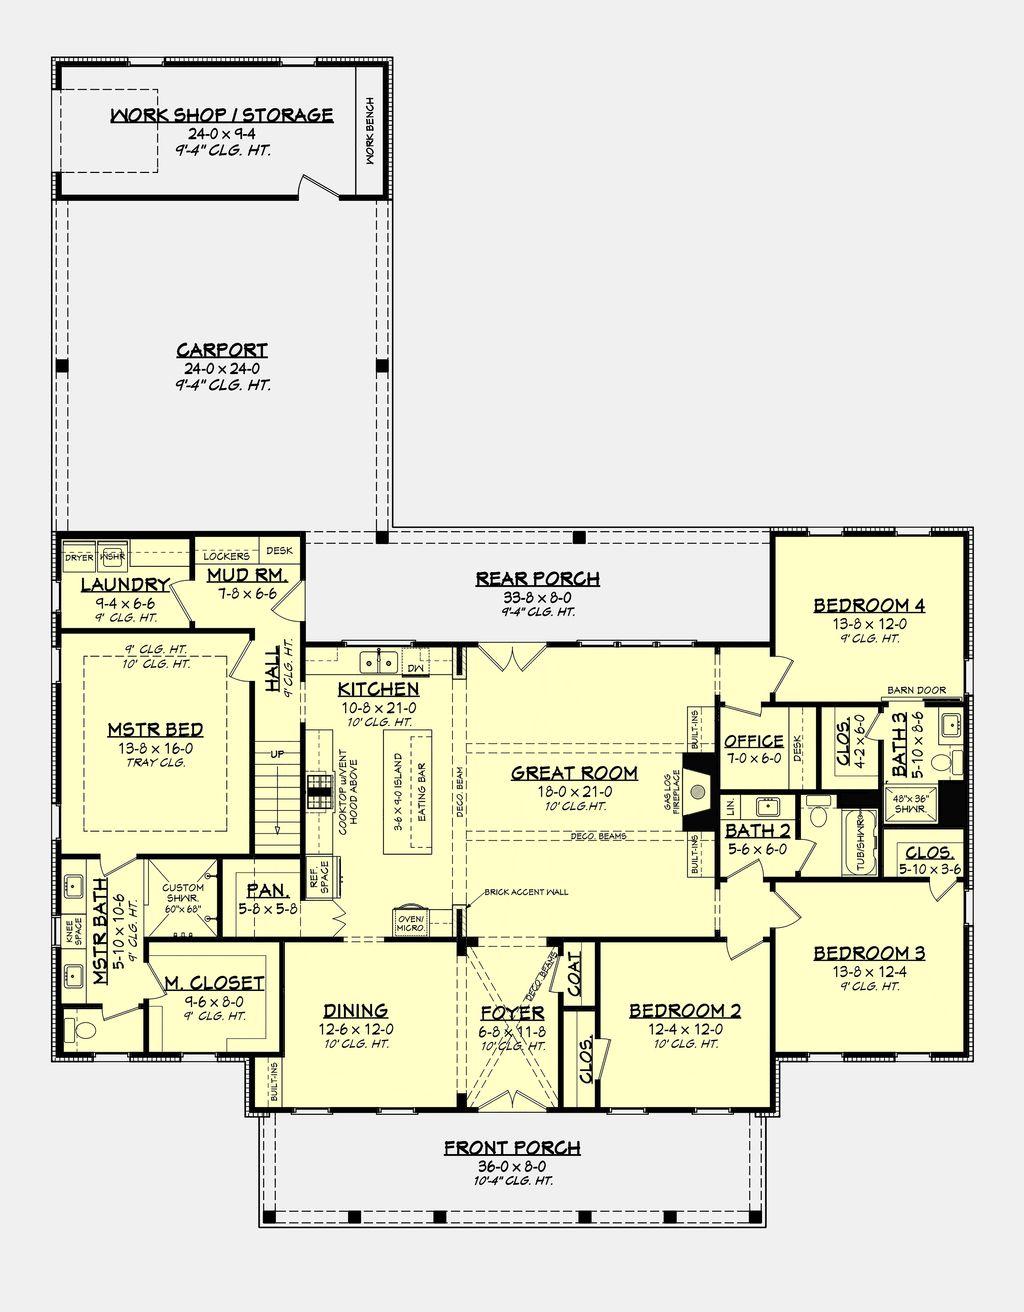 WORK SHOP / STORAGE
24-0 x 9-4
9'-4" CLG. HT.
WORK BENCH
CARPORT
24-0 x 24-0
9'-4" CLG. HT.
DRYER
WSHR
LAUNDRY
9-4 x 6-6
9' CLG. HT.
LOCKERS
DESK
MUD RM.
7-8 x 6-6
REAR PORCH
33-8 x 8-0
9'-4" CLG. HT.
BEDROOM 4
13-8 x 12-0
9' CLG. HT.
BARN DOOR
9' CLG. HT.
10' CLG. HT.
MSTR BED
13-8 x 16-0
TRAY CLG.
HALL
9' CLG. HT.
UP
DW
KITCHEN
10-8 x 21-0
10' CLG. HT.
COOKTOP w/VENT
HOOD ABOVE
3-6 x 9-0 ISLAND
EATING BAR
DECO. BEAM
GREAT ROOM
18-0 x 21-0
10' CLG. HT.
DECO. BEAMS
BUILT-INS
GAS LOG
FIREPLACE
BUILT-INS
OFFICE
7-0 x 6-0
DESK
CLOS.
4-2 x 6-0
BATH 3
5-10 x 8-6
48"x 36"
SHWR.
LIN.
BATH 2
5-6 x 6-0
TUB/SHWR
CLOS.
5-10 x 3-6
KNEE
SPACE
MSTR BATH
5-10 x 10-6
9' CLG. HT.
CUSTOM
SHWR.
60"x 68"
PAN.
5-8 x 5-8
REF.
SPACE
OVEN/
MICRO.
BRICK ACCENT WALL
M. CLOSET
9-6 x 8-0
9' CLG. HT.
DINING
12-6 x 12-0
10' CLG. HT.
BUILT-INS
DECO. BEAMS
FOYER
6-8 x 11-8
10' CLG. HT.
COAT
CLOS.
BEDROOM 2
12-4 x 12-0
10' CLG. HT.
BEDROOM 3
13-8 x 12-4
9' CLG. HT.
FRONT PORCH
36-0 x 8-0
10'-4" CLG. HT.